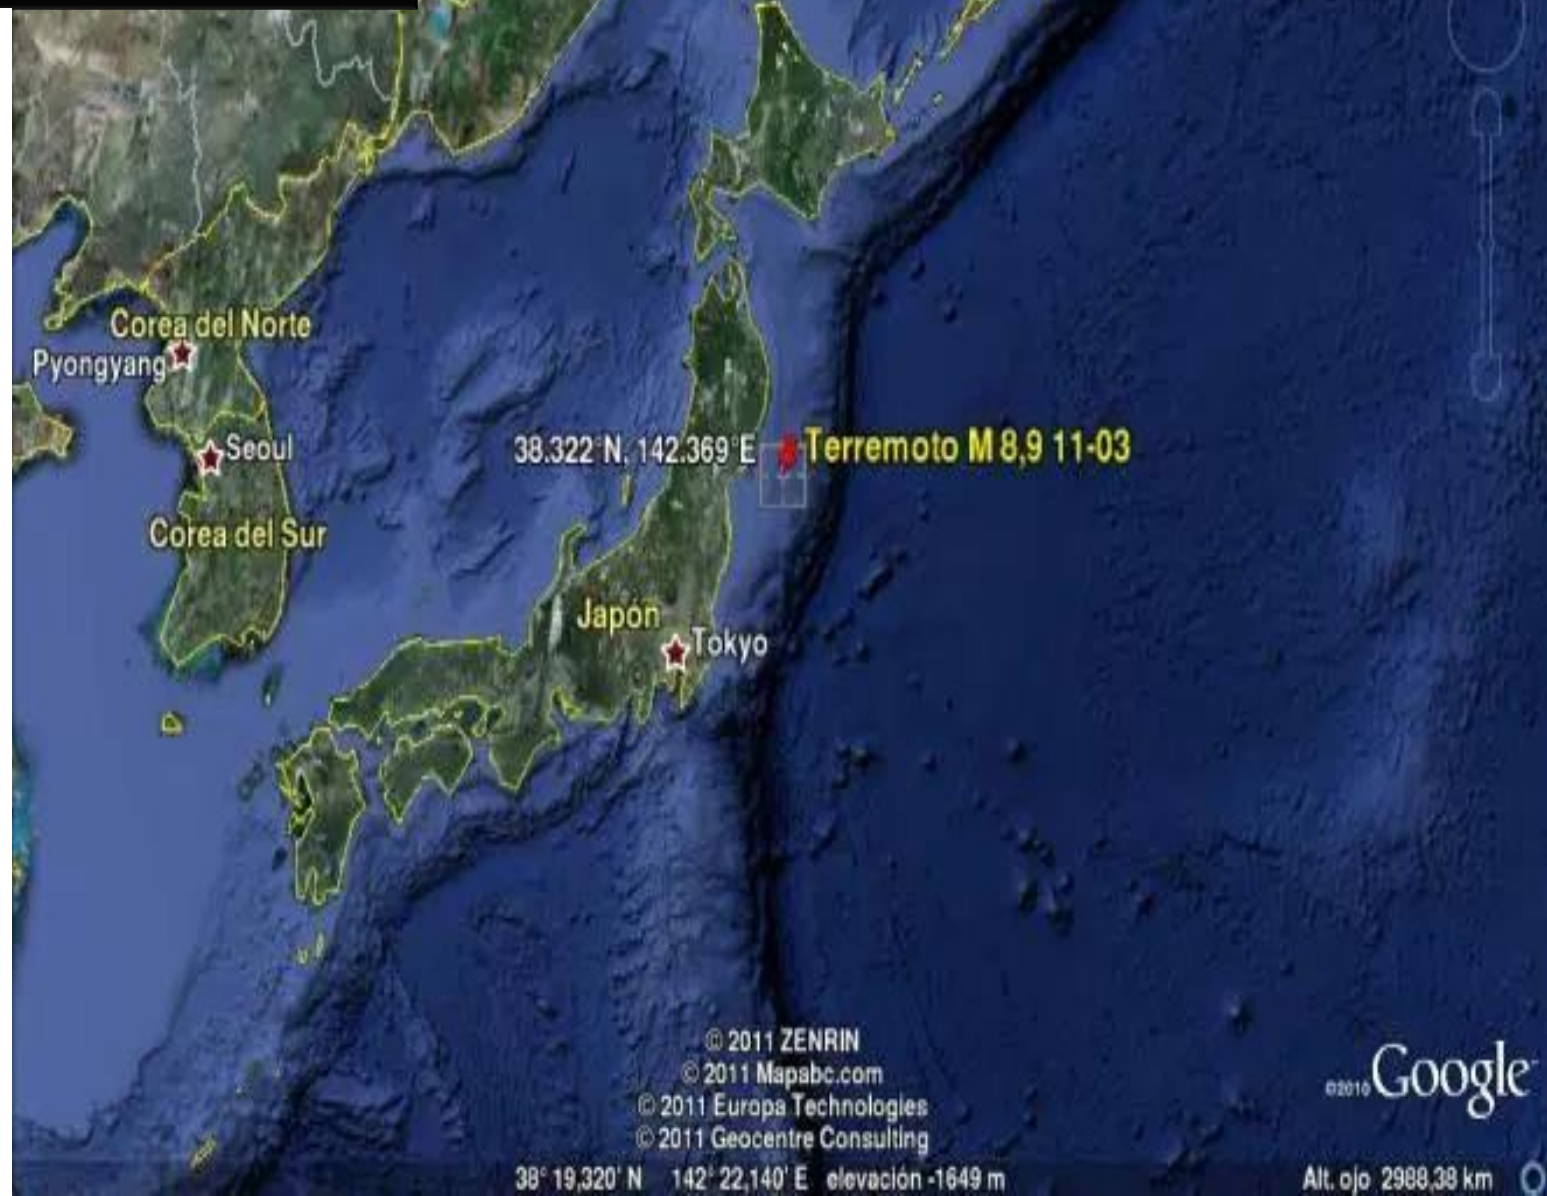 Corea del Norte
Pyongyang
Seoul
38.322°N, 142.369°E
Terremoto M 8,9 11-03
Corea del Sur
Japón
Tokyo
© 2011 ZENRIN
© 2011 Mapabc.com
© 2011 Europa Technologies
© 2011 Geocentre Consulting
©2010 Google
38° 19,320' N 142° 22,140' E elevación -1649 m
Alt. ojo 2988,38 km